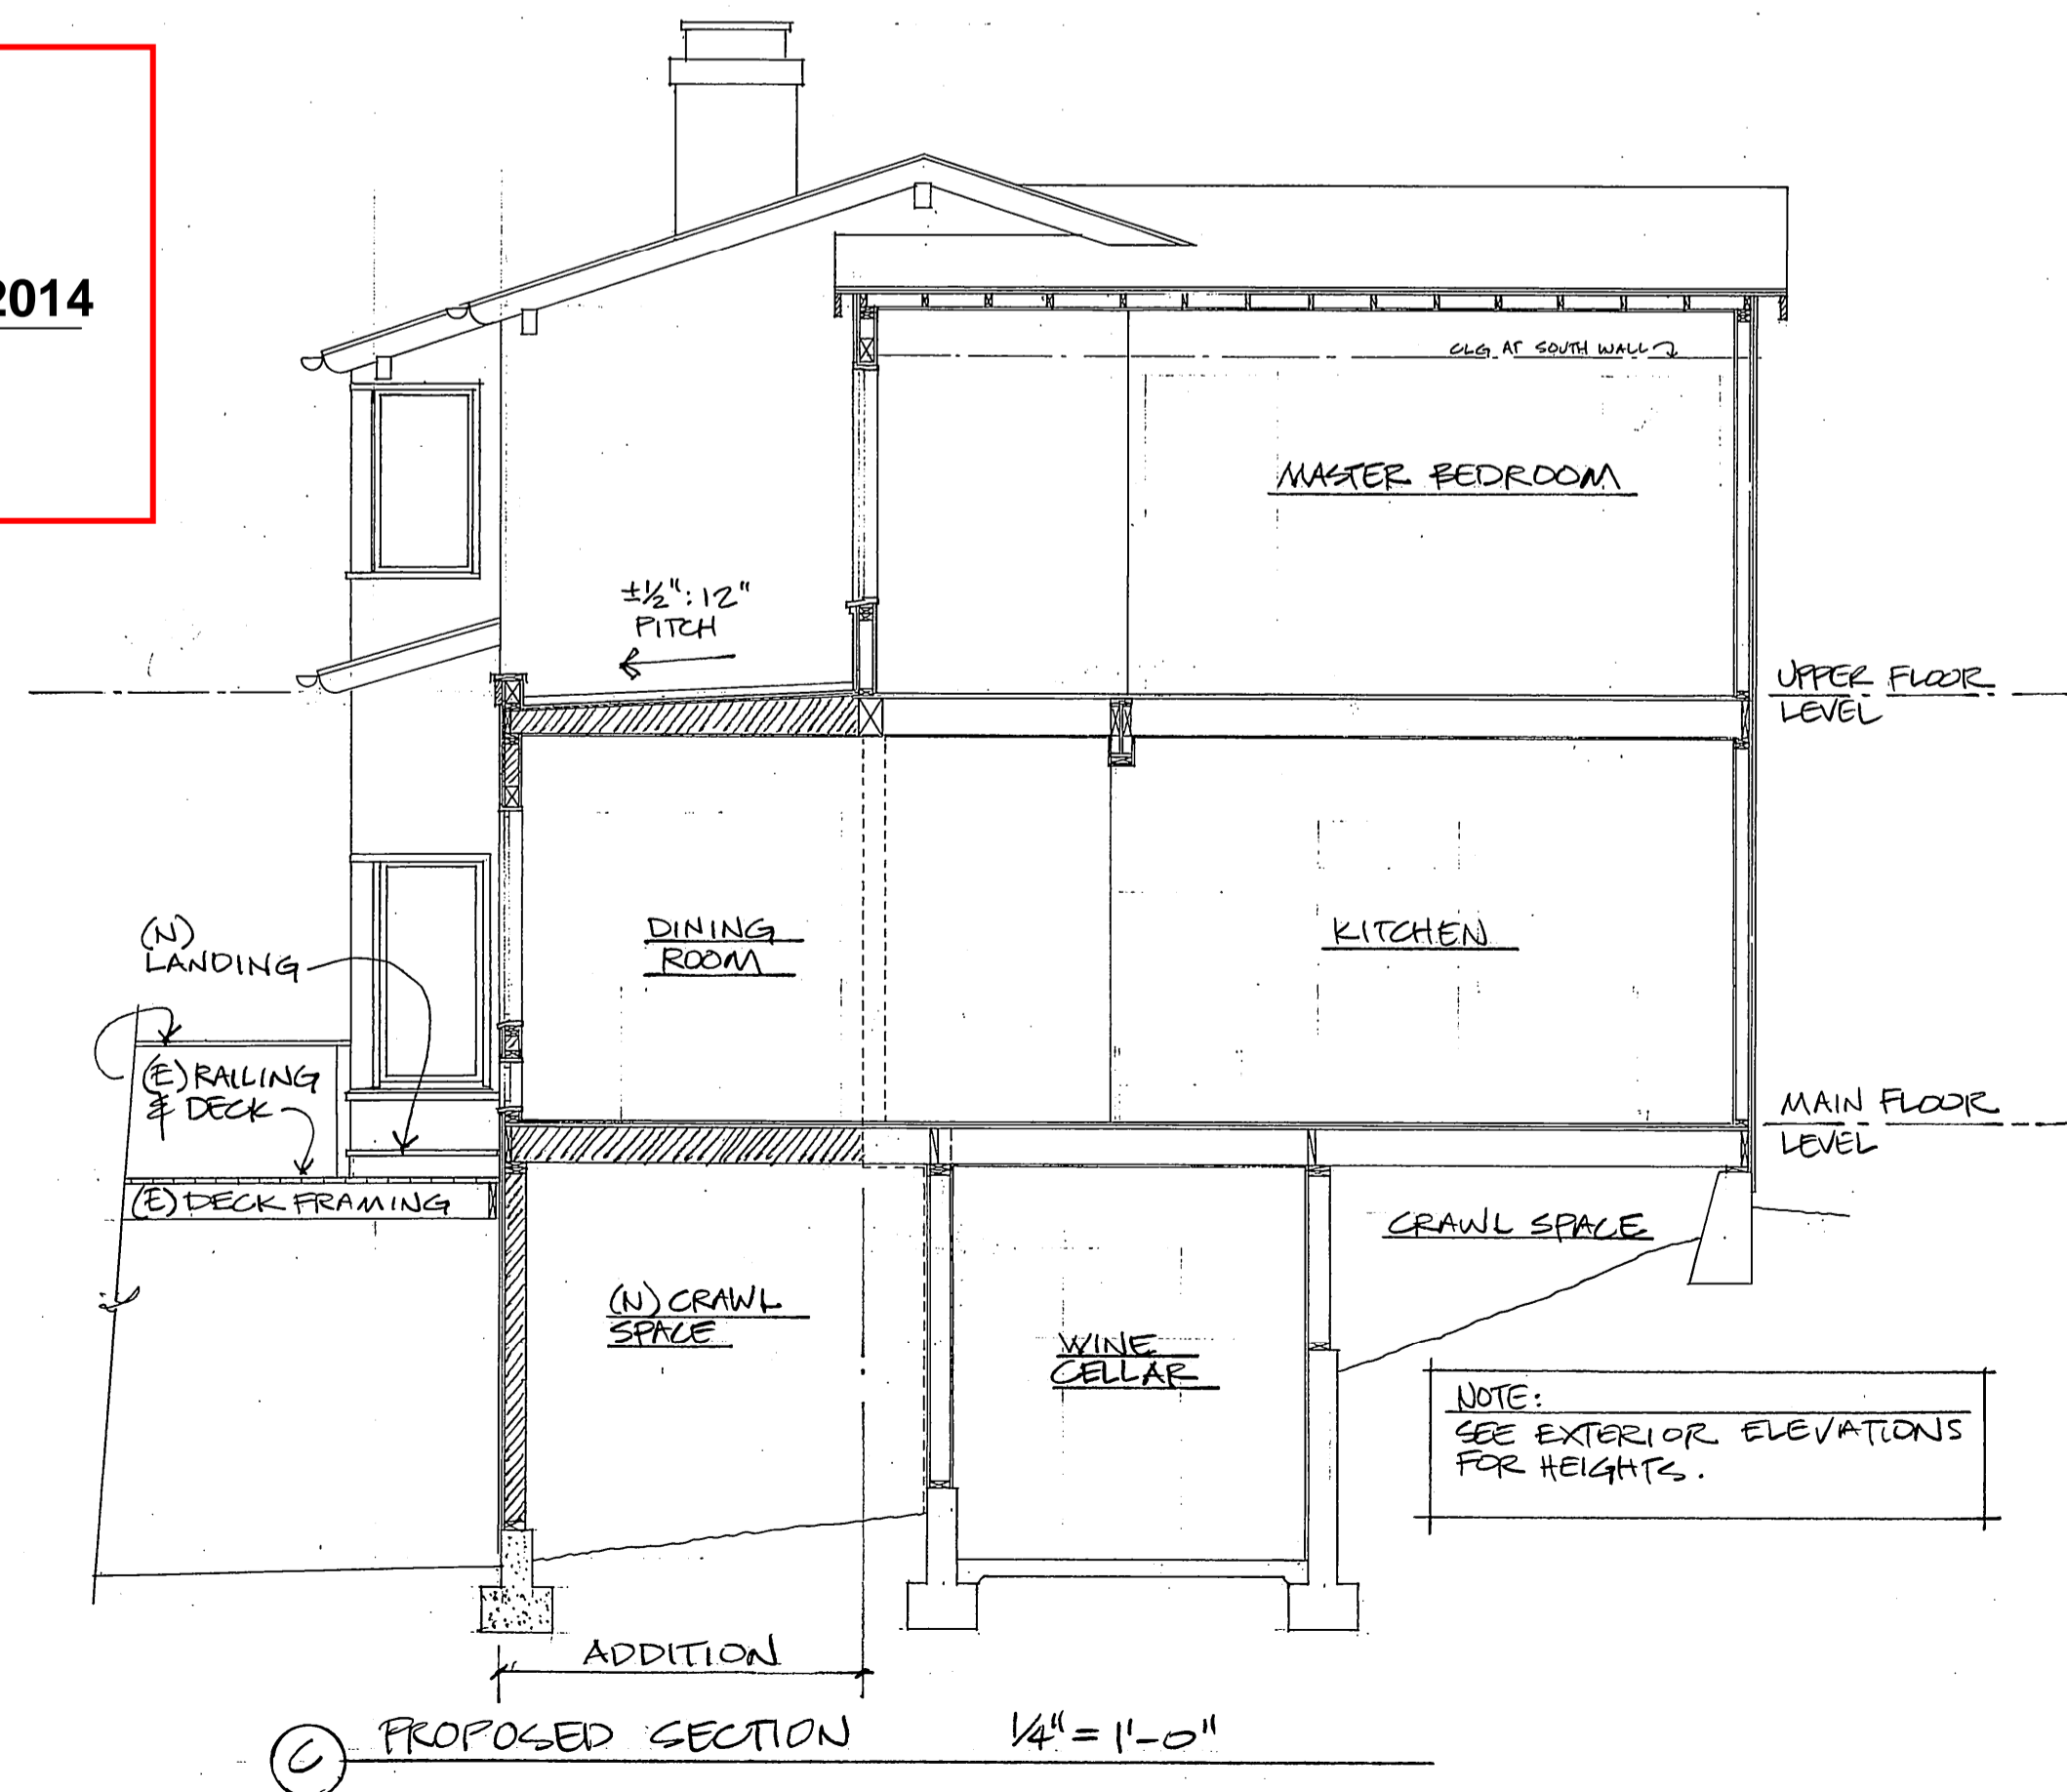 2014
CLG AT SOUTH WALL
MASTER BEDROOM
±½":12"
PITCH
UPPER FLOOR
LEVEL
DINING
ROOM
KITCHEN
(N)
LANDING
(E) RAILING
& DECK
MAIN FLOOR
LEVEL
(E) DECK FRAMING
CRAWL SPACE
(N) CRAWL
SPACE
WINE
CELLAR
NOTE:
SEE EXTERIOR ELEVATIONS
FOR HEIGHTS.
ADDITION
C PROPOSED SECTION 1/4" = 1'-0"